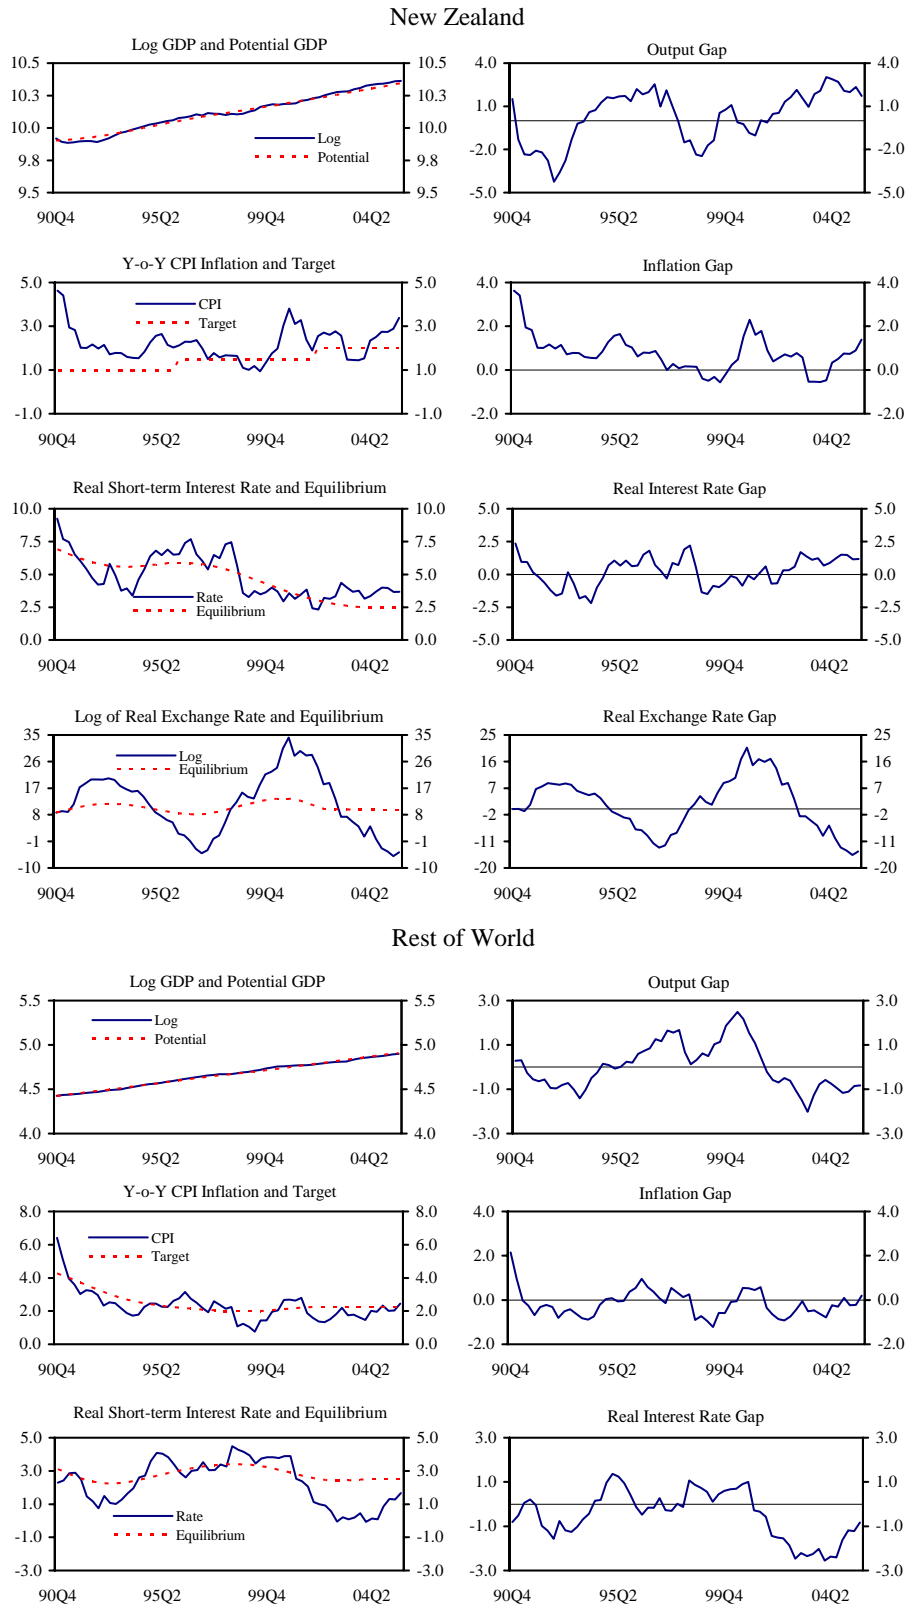 New Zealand
Log GDP and Potential GDP
10.5 10.5
10.3 10.3
10.0 10.0
9.8 9.8
9.5 9.5
Log
Potential
90Q4 95Q2 99Q4 04Q2
Output Gap
4.0 4.0
1.0 1.0
-2.0 -2.0
-5.0 -5.0
90Q4 95Q2 99Q4 04Q2
Y-o-Y CPI Inflation and Target
5.0 5.0
3.0 3.0
1.0 1.0
-1.0 -1.0
CPI
Target
90Q4 95Q2 99Q4 04Q2
Inflation Gap
4.0 4.0
2.0 2.0
0.0 0.0
-2.0 -2.0
90Q4 95Q2 99Q4 04Q2
Real Short-term Interest Rate and Equilibrium
10.0 10.0
7.5 7.5
5.0 5.0
2.5 2.5
0.0 0.0
Rate
Equilibrium
90Q4 95Q2 99Q4 04Q2
Real Interest Rate Gap
5.0 5.0
2.5 2.5
0.0 0.0
-2.5 -2.5
-5.0 -5.0
90Q4 95Q2 99Q4 04Q2
Log of Real Exchange Rate and Equilibrium
35 35
26 26
17 17
8 8
-1 -1
-10 -10
Log
Equilibrium
90Q4 95Q2 99Q4 04Q2
Real Exchange Rate Gap
25 25
16 16
7 7
-2 -2
-11 -11
-20 -20
90Q4 95Q2 99Q4 04Q2
Rest of World
Log GDP and Potential GDP
5.5 5.5
5.0 5.0
4.5 4.5
4.0 4.0
Log
Potential
90Q4 95Q2 99Q4 04Q2
Output Gap
3.0 3.0
1.0 1.0
-1.0 -1.0
-3.0 -3.0
90Q4 95Q2 99Q4 04Q2
Y-o-Y CPI Inflation and Target
8.0 8.0
6.0 6.0
4.0 4.0
2.0 2.0
0.0 0.0
CPI
Target
90Q4 95Q2 99Q4 04Q2
Inflation Gap
4.0 4.0
2.0 2.0
0.0 0.0
-2.0 -2.0
90Q4 95Q2 99Q4 04Q2
Real Short-term Interest Rate and Equilibrium
5.0 5.0
3.0 3.0
1.0 1.0
-1.0 -1.0
-3.0 -3.0
Rate
Equilibrium
90Q4 95Q2 99Q4 04Q2
Real Interest Rate Gap
3.0 3.0
1.0 1.0
-1.0 -1.0
-3.0 -3.0
90Q4 95Q2 99Q4 04Q2